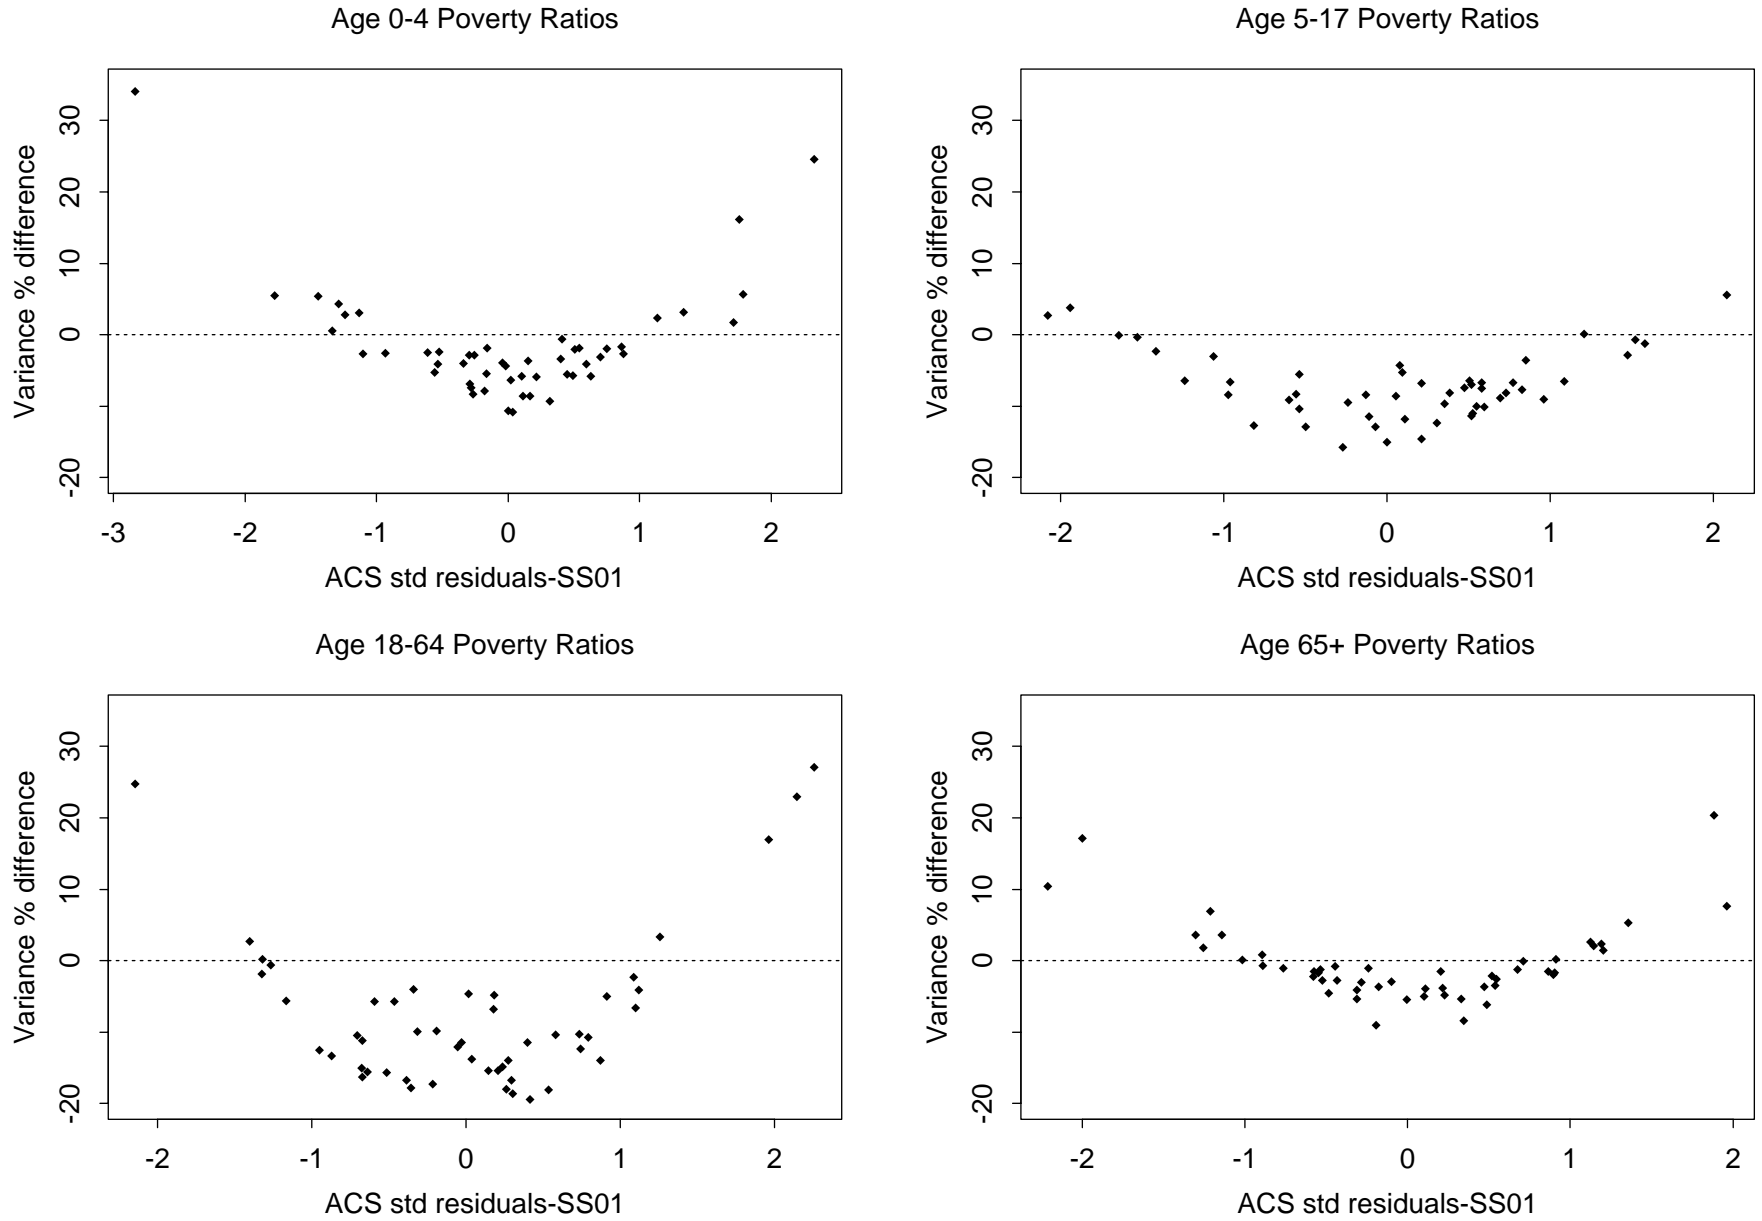 Age 0-4 Poverty Ratios
Variance % difference
30
20
10
0
-20
-3 -2 -1 0 1 2
ACS std residuals-SS01
Age 5-17 Poverty Ratios
Variance % difference
30
20
10
0
-20
-2 -1 0 1 2
ACS std residuals-SS01
Age 18-64 Poverty Ratios
Variance % difference
30
20
10
0
-20
-2 -1 0 1 2
ACS std residuals-SS01
Age 65+ Poverty Ratios
Variance % difference
30
20
10
0
-20
-2 -1 0 1 2
ACS std residuals-SS01